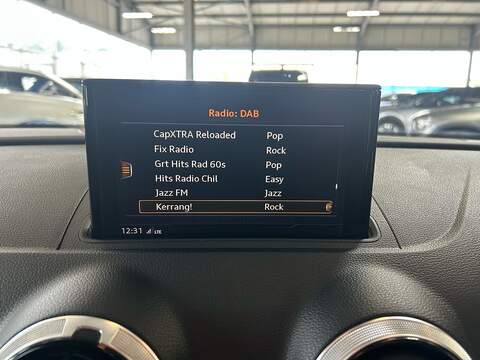 Radio: DAB
CapXTRA Reloaded Pop
Fix Radio Rock
Grt Hits Rad 60s Pop
Hits Radio Chil Easy
Jazz FM Jazz
Kerrang! Rock
12:31 LTE